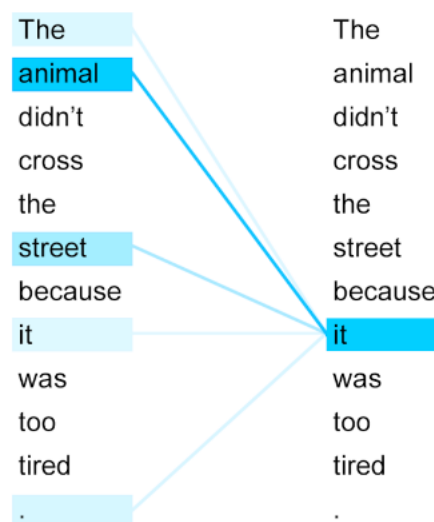 The
animal
didn’t
cross
the
street
because
it
was
too
tired
.
The
animal
didn’t
cross
the
street
because
it
was
too
tired
.